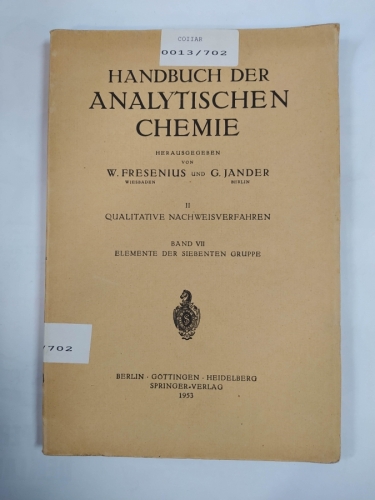 COIZAR
0013/702
HANDBUCH DER
ANALYTISCHEN
CHEMIE
HERAUSGEGEBEN
VON
W. FRESENIUS UND G. JANDER
WIESBADEN BERLIN
II
QUALITATIVE NACHWEISVERFAHREN
BAND VII
ELEMENTE DER SIEBENTEN GRUPPE
/702
BERLIN · GÖTTINGEN · HEIDELBERG
SPRINGER-VERLAG
1953